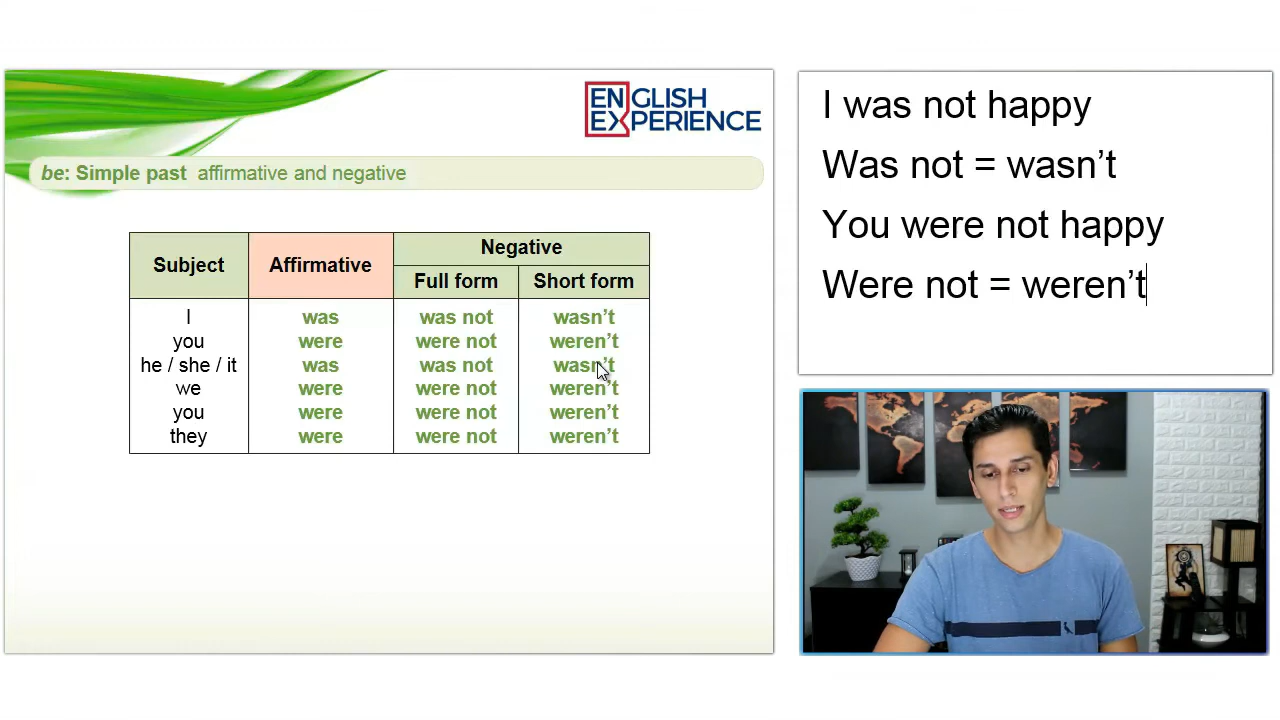 ENGLISH
EXPERIENCE
be: Simple past affirmative and negative
Subject Affirmative Negative
Full form Short form
I was was not wasn't
you were were not weren't
he / she / it was was not wasn't
we were were not weren't
you were were not weren't
they were were not weren't
I was not happy
Was not = wasn't
You were not happy
Were not = weren't